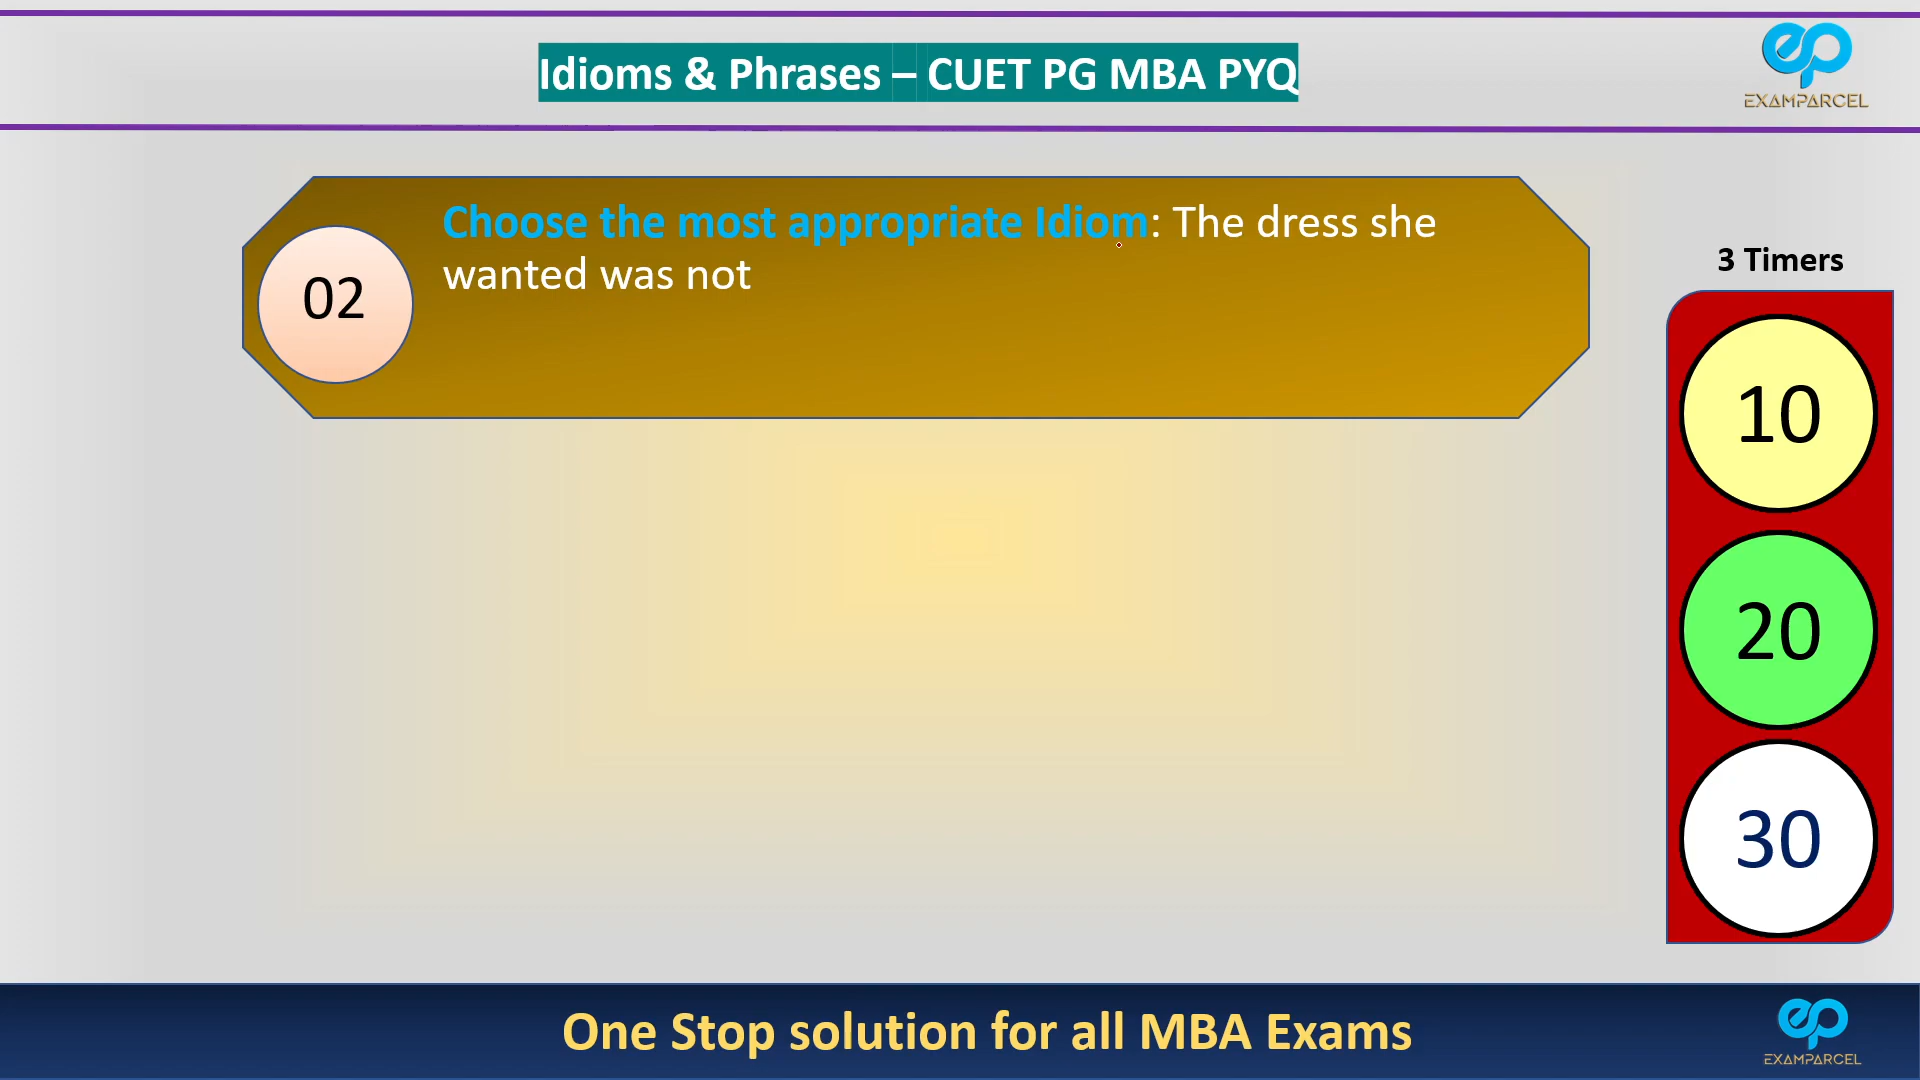 Idioms & Phrases – CUET PG MBA PYQ
EXAMPARCEL
02
Choose the most appropriate Idiom: The dress she
wanted was not
3 Timers
10
20
30
One Stop solution for all MBA Exams
EXAMPARCEL